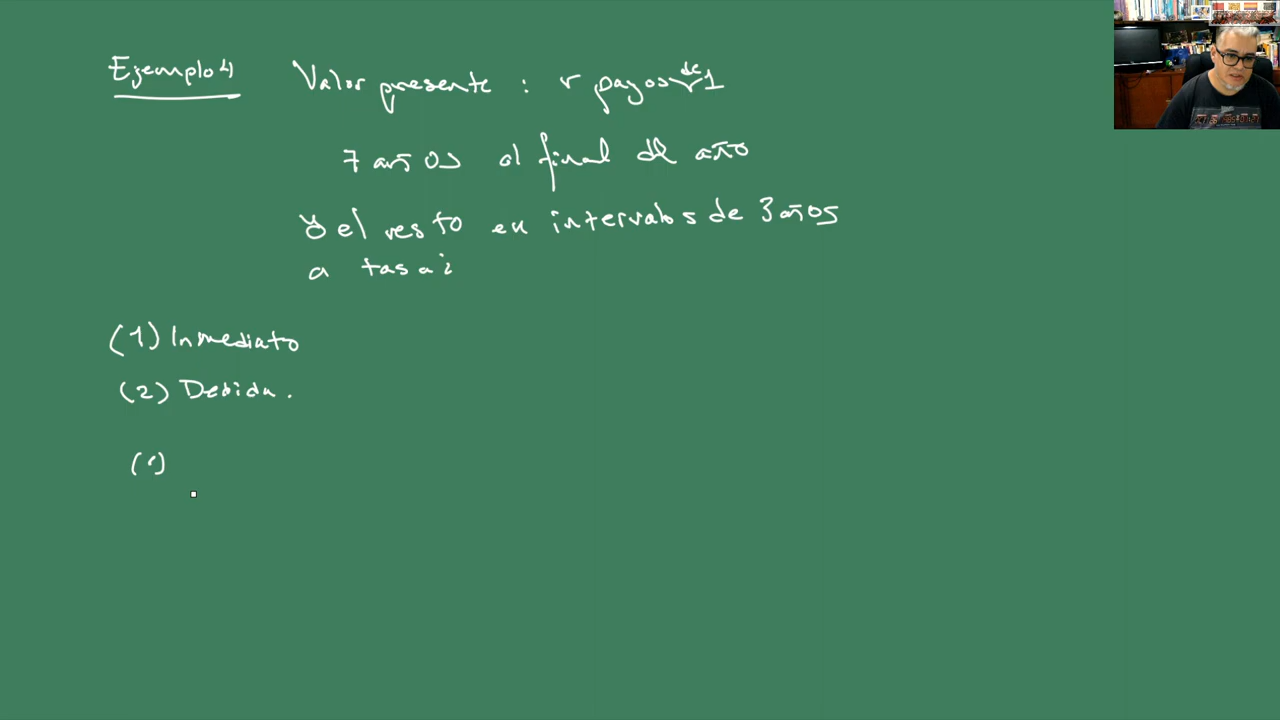 Ejemplo 4 Valor presente : r pagos de 1
7 años al final del año
y el resto en intervalos de 3 años
a tasa i
(1) Inmediato
(2) Debida.
(1)